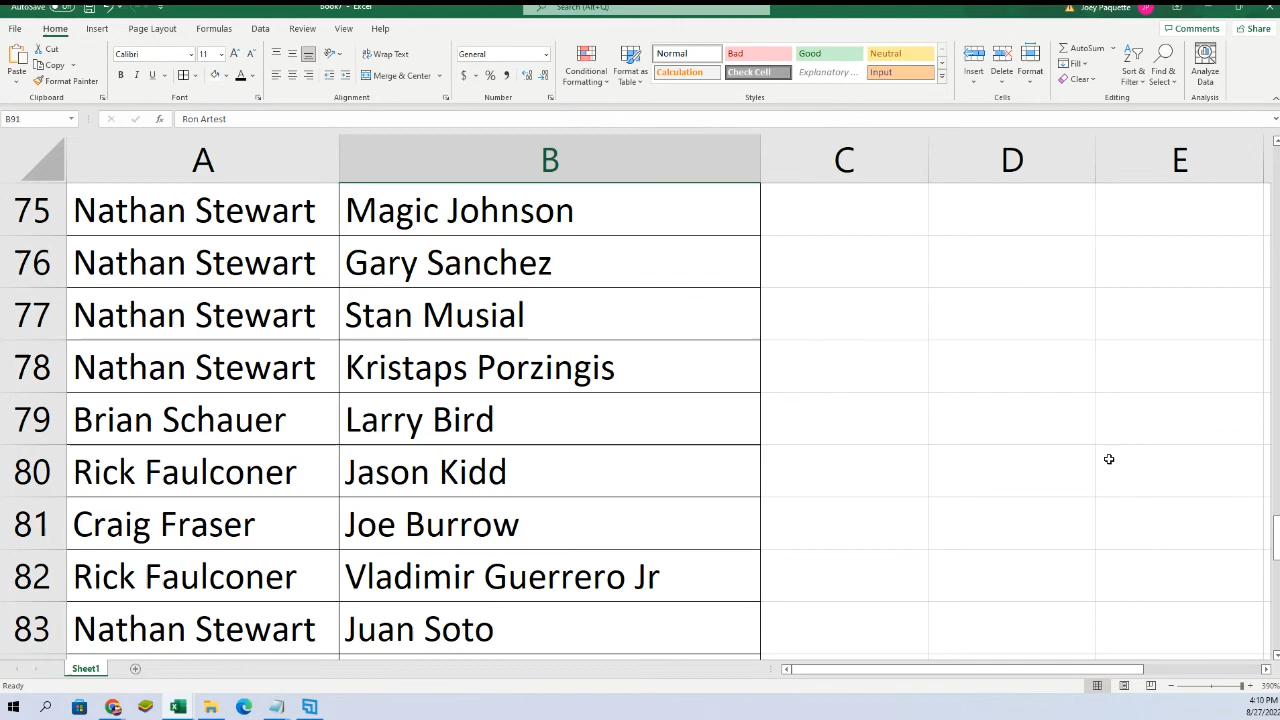 AutoSave Off Book7 - Excel Search (Alt+Q) Joey Paquette JP
File Home Insert Page Layout Formulas Data Review View Help Comments Share
Paste Cut Copy Format Painter Clipboard
Calibri 11 B I U A Font
Wrap Text Merge & Center Alignment
General $ % Number
Conditional Formatting Format as Table
Normal Bad Good Neutral
Calculation Check Cell Explanatory ... Input
Styles
Insert Delete Format Cells
AutoSum Fill Clear Sort & Filter Find & Select Editing
Analyze Data Analysis
B91 fx Ron Artest
A B C D E
75 Nathan Stewart Magic Johnson
76 Nathan Stewart Gary Sanchez
77 Nathan Stewart Stan Musial
78 Nathan Stewart Kristaps Porzingis
79 Brian Schauer Larry Bird
80 Rick Faulconer Jason Kidd
81 Craig Fraser Joe Burrow
82 Rick Faulconer Vladimir Guerrero Jr
83 Nathan Stewart Juan Soto
Sheet1
Ready 390%
4:10 PM